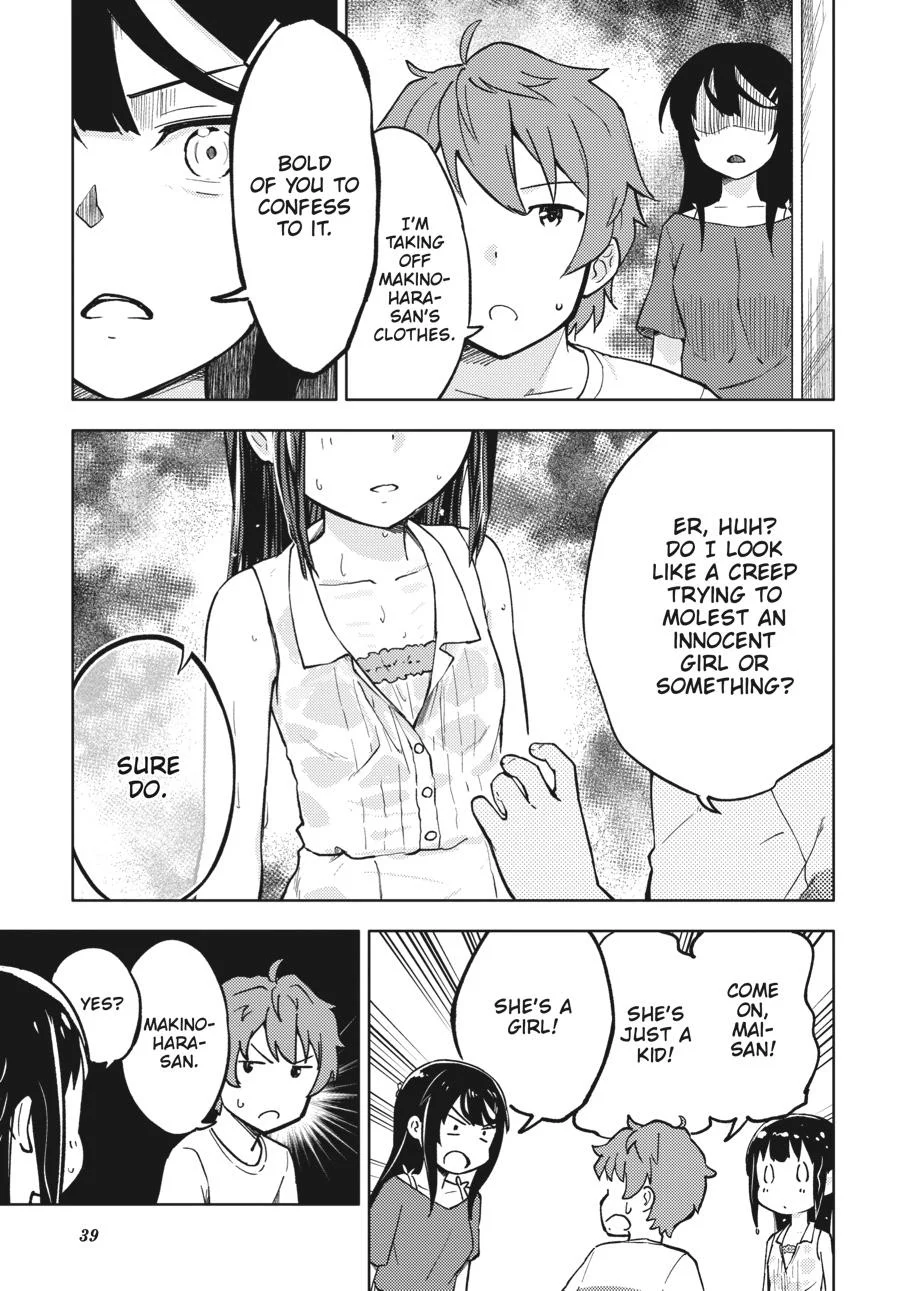 I'M
TAKING
OFF
MAKINO-
HARA-
SAN'S
CLOTHES.
BOLD
OF YOU TO
CONFESS
TO IT.
ER, HUH?
DO I LOOK
LIKE A CREEP
TRYING TO
MOLEST AN
INNOCENT
GIRL OR
SOMETHING?
SURE
DO.
COME
ON,
MAI-
SAN!
SHE'S
JUST A
KID!
SHE'S A
GIRL!
MAKINO-
HARA-
SAN.
YES?
39